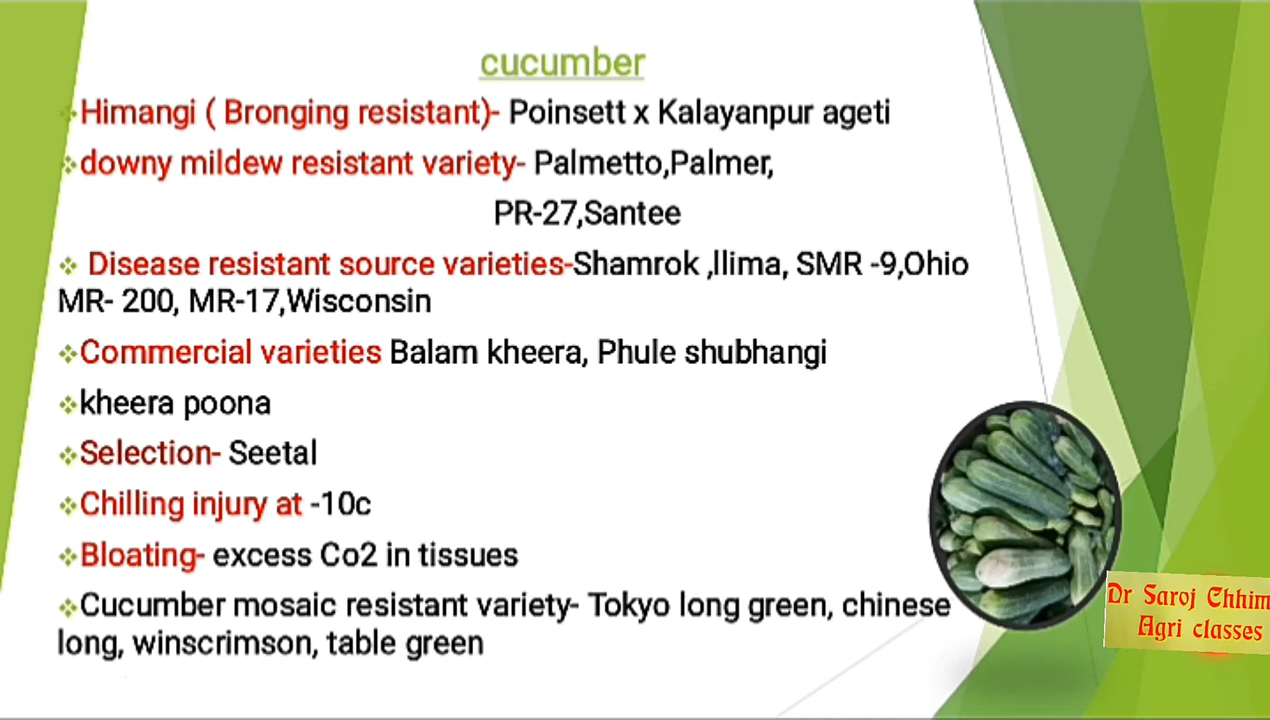 cucumber
Himangi ( Bronging resistant)- Poinsett x Kalayanpur ageti
downy mildew resistant variety- Palmetto,Palmer,
PR-27,Santee
Disease resistant source varieties-Shamrok ,llima, SMR -9,Ohio
MR- 200, MR-17,Wisconsin
Commercial varieties Balam kheera, Phule shubhangi
kheera poona
Selection- Seetal
Chilling injury at -10c
Bloating- excess Co2 in tissues
Cucumber mosaic resistant variety- Tokyo long green, chinese
long, winscrimson, table green
Dr Saroj Chhim
Agri classes